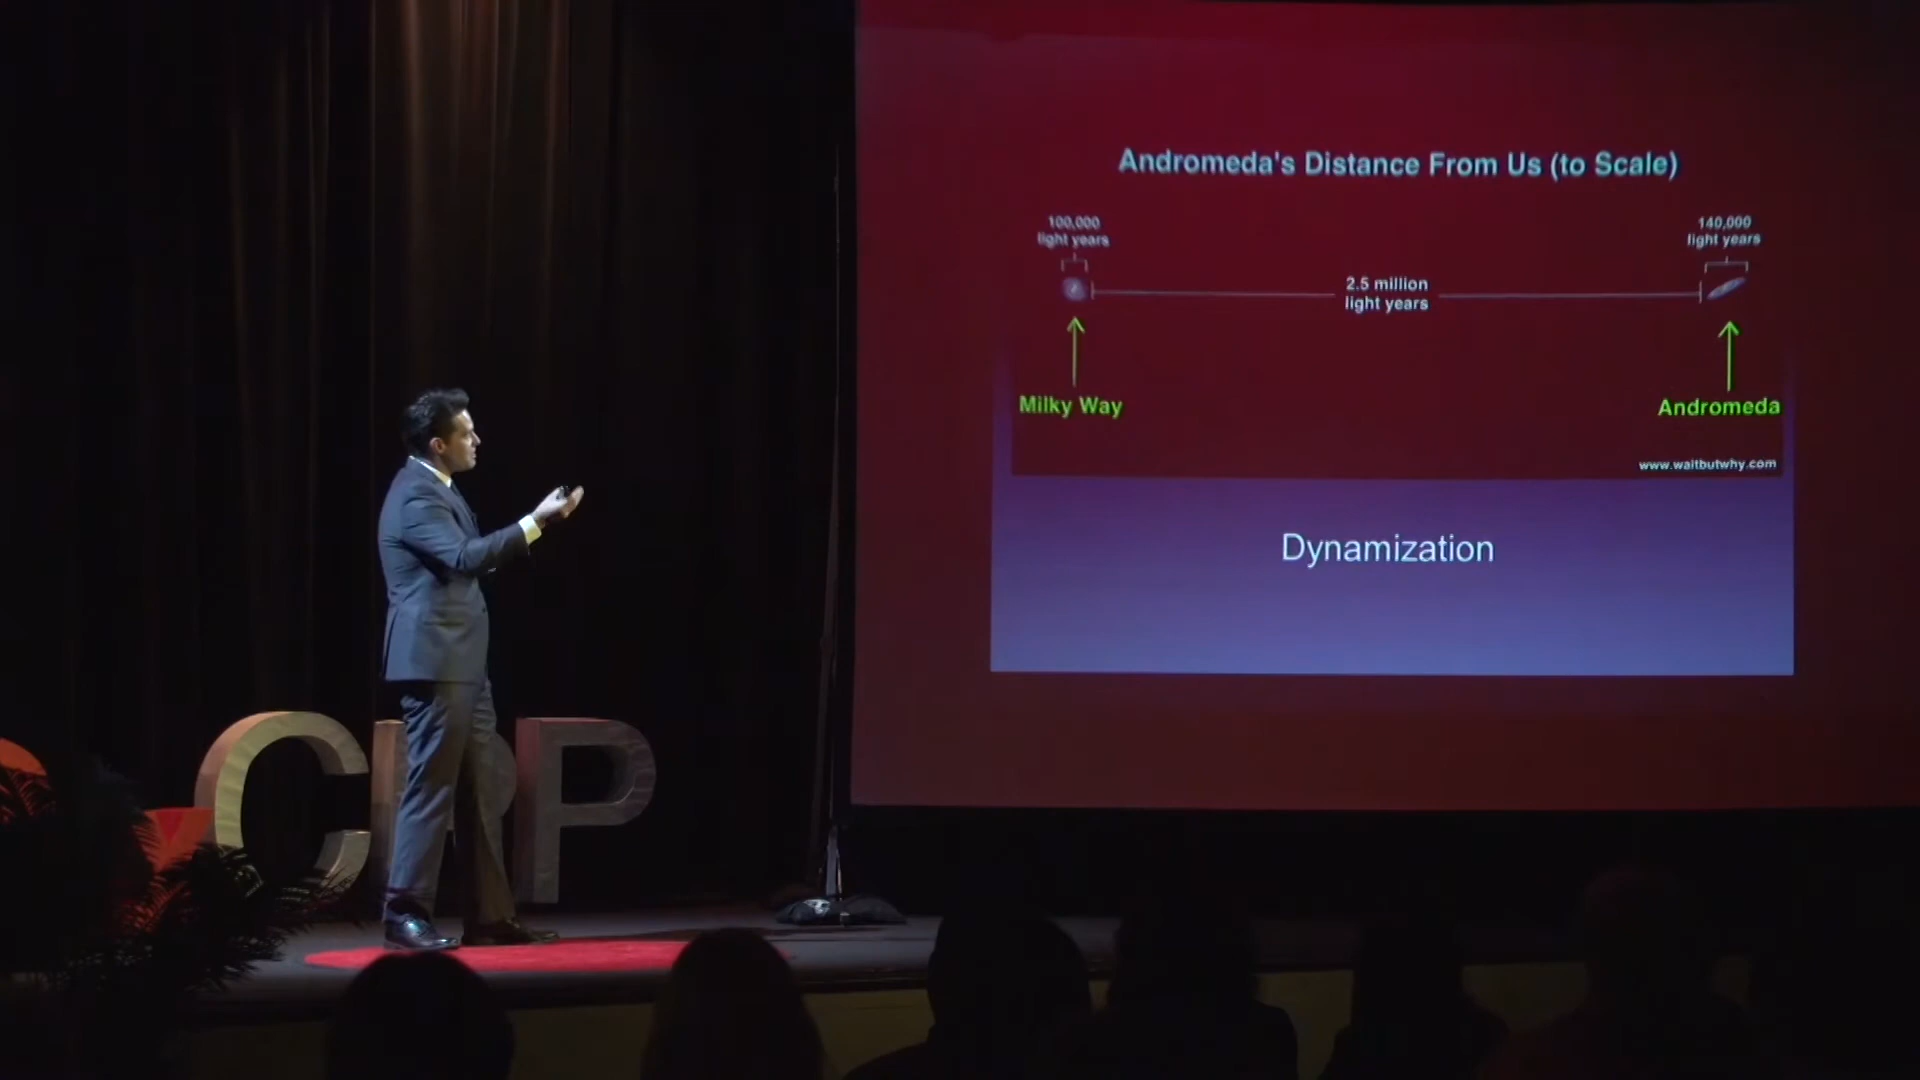 Andromeda's Distance From Us (to Scale)
100,000
light years
140,000
light years
2.5 million
light years
Milky Way
Andromeda
www.waitbutwhy.com
Dynamization
CPP